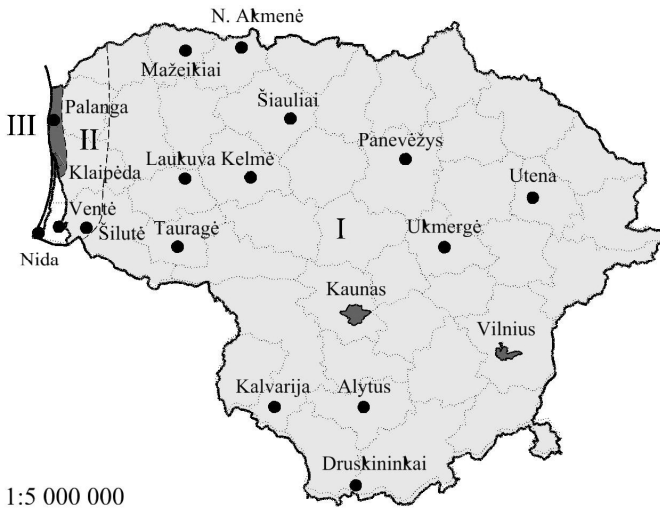 N. Akmenė
Mažeikiai
Šiauliai
Palanga
III
II
Panevėžys
Laukuya Kelmė
Klaipėda
Utena
Ventė
Šilutė
Tauragė
I
Ukmergė
Nida
Kaunas
Vilnius
Kalvarija
Alytus
Druskininkai
1:5 000 000